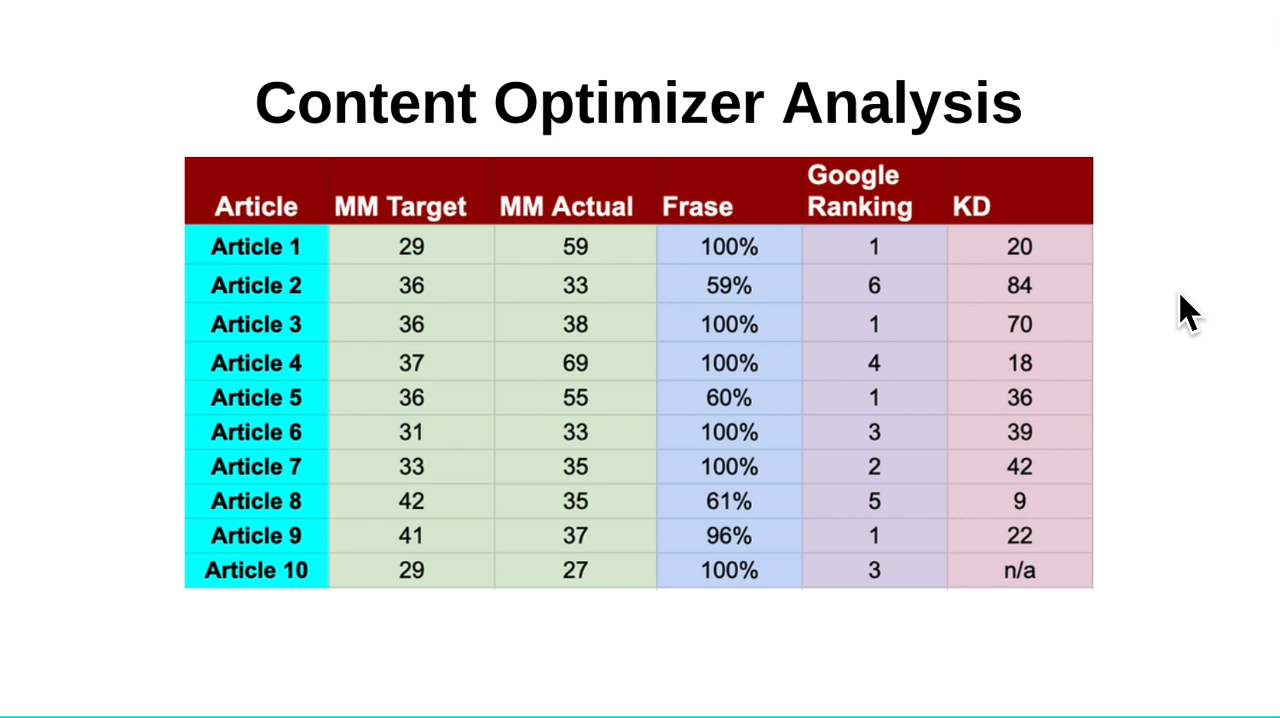 Content Optimizer Analysis
Article MM Target MM Actual Frase Google Ranking KD
Article 1 29 59 100% 1 20
Article 2 36 33 59% 6 84
Article 3 36 38 100% 1 70
Article 4 37 69 100% 4 18
Article 5 36 55 60% 1 36
Article 6 31 33 100% 3 39
Article 7 33 35 100% 2 42
Article 8 42 35 61% 5 9
Article 9 41 37 96% 1 22
Article 10 29 27 100% 3 n/a